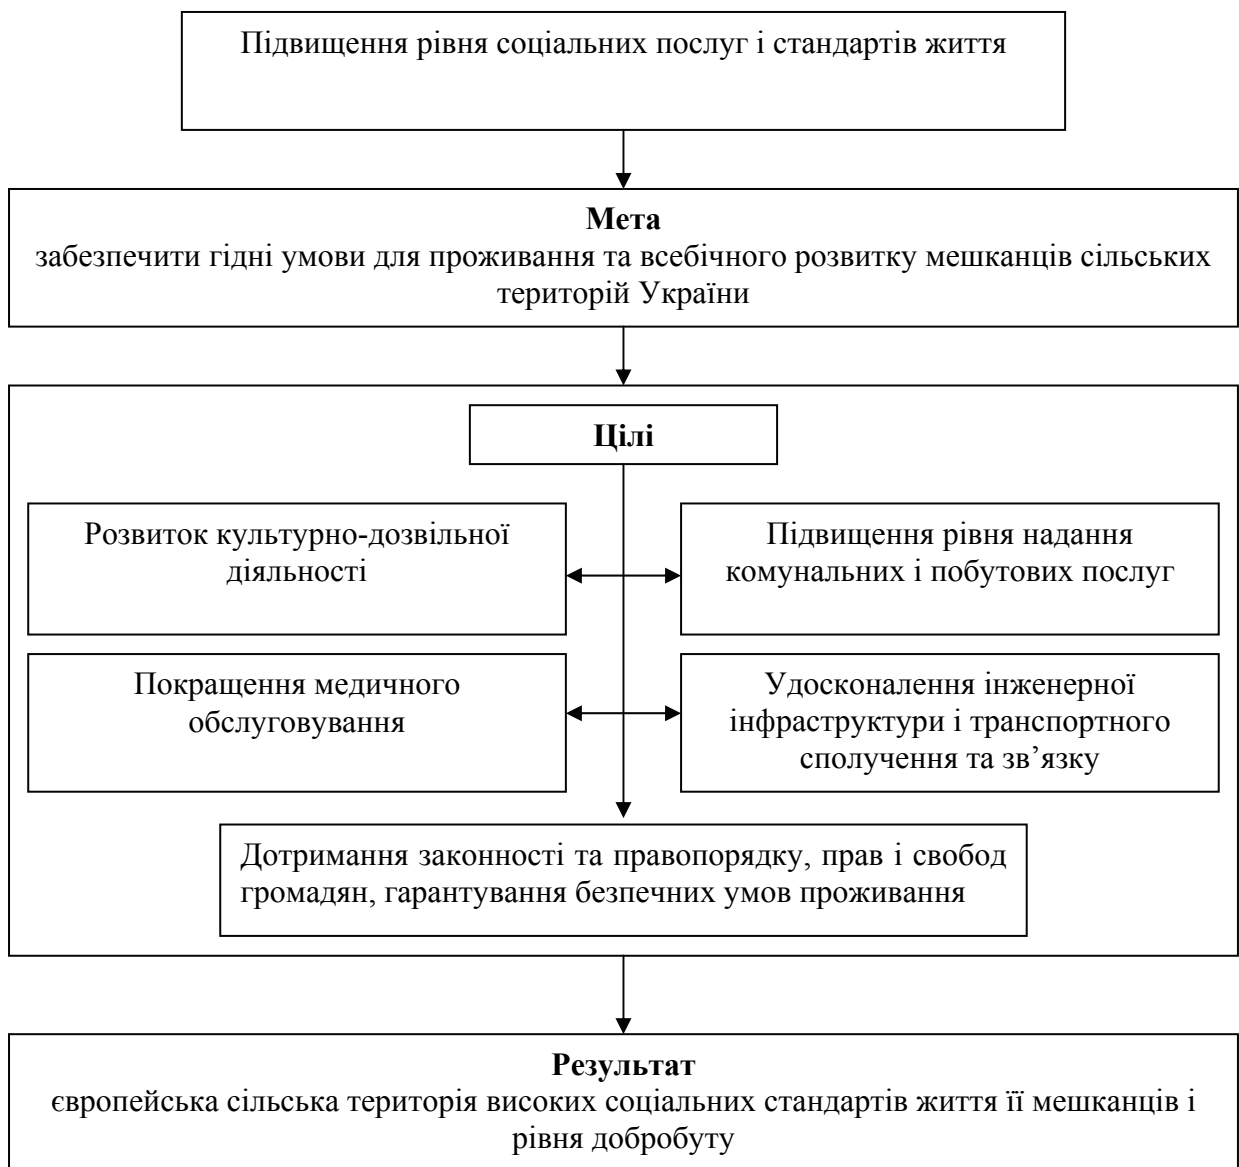 Підвищення рівня соціальних послуг і стандартів життя
Мета
забезпечити гідні умови для проживання та всебічного розвитку мешканців сільських
територій України
Цілі
Розвиток культурно-дозвільної
діяльності
Підвищення рівня надання
комунальних і побутових послуг
Покращення медичного
обслуговування
Удосконалення інженерної
інфраструктури і транспортного
сполучення та зв’язку
Дотримання законності та правопорядку, прав і свобод
громадян, гарантування безпечних умов проживання
Результат
європейська сільська територія високих соціальних стандартів життя її мешканців і
рівня добробуту